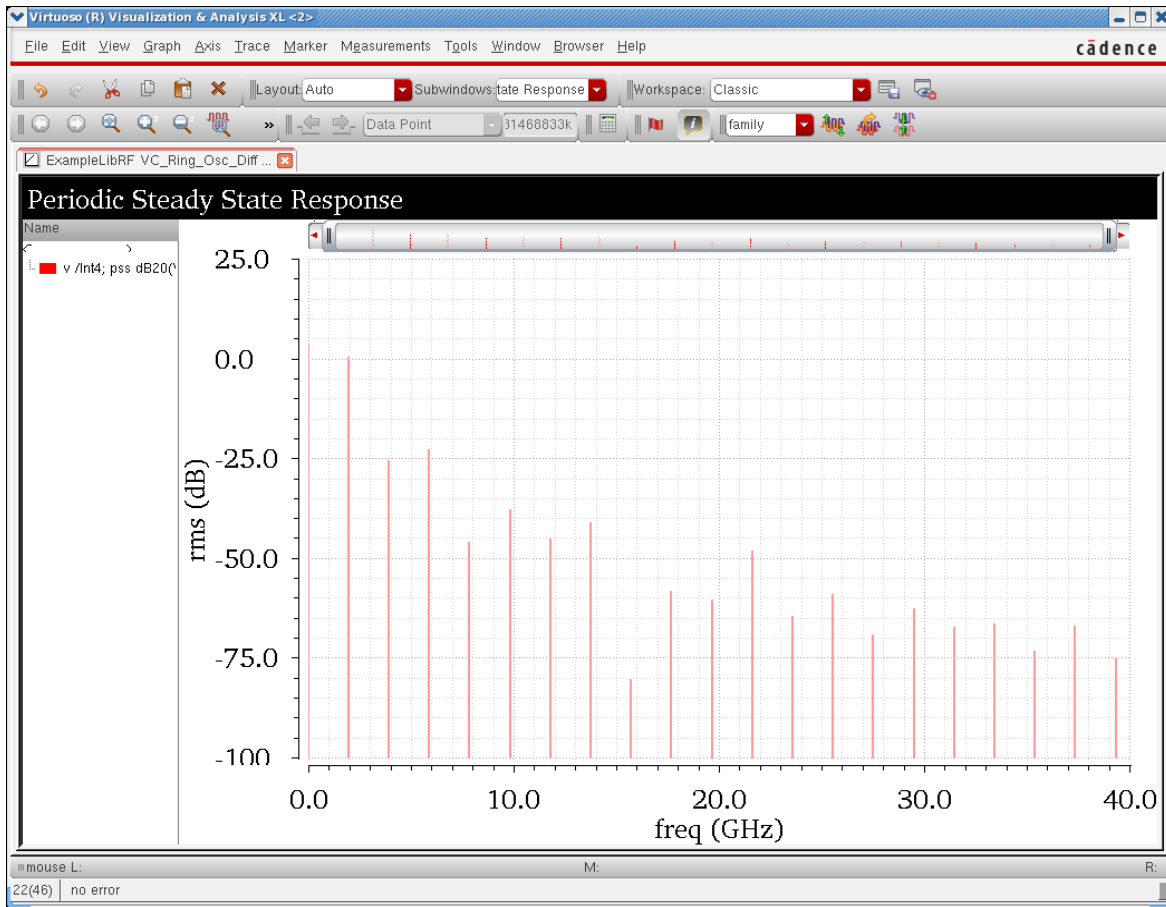 Virtuoso (R) Visualization & Analysis XL <2>
File Edit View Graph Axis Trace Marker Measurements Tools Window Browser Help
cādence
Layout: Auto Subwindows: tate Response Workspace: Classic
» Data Point 31468833k family
ExampleLibRF VC_Ring_Osc_Diff ...
Periodic Steady State Response
Name
v /Int4; pss dB20(
25.0
0.0
-25.0
-50.0
-75.0
-100
rms (dB)
0.0 10.0 20.0 30.0 40.0
freq (GHz)
mouse L: M: R:
22(46) no error